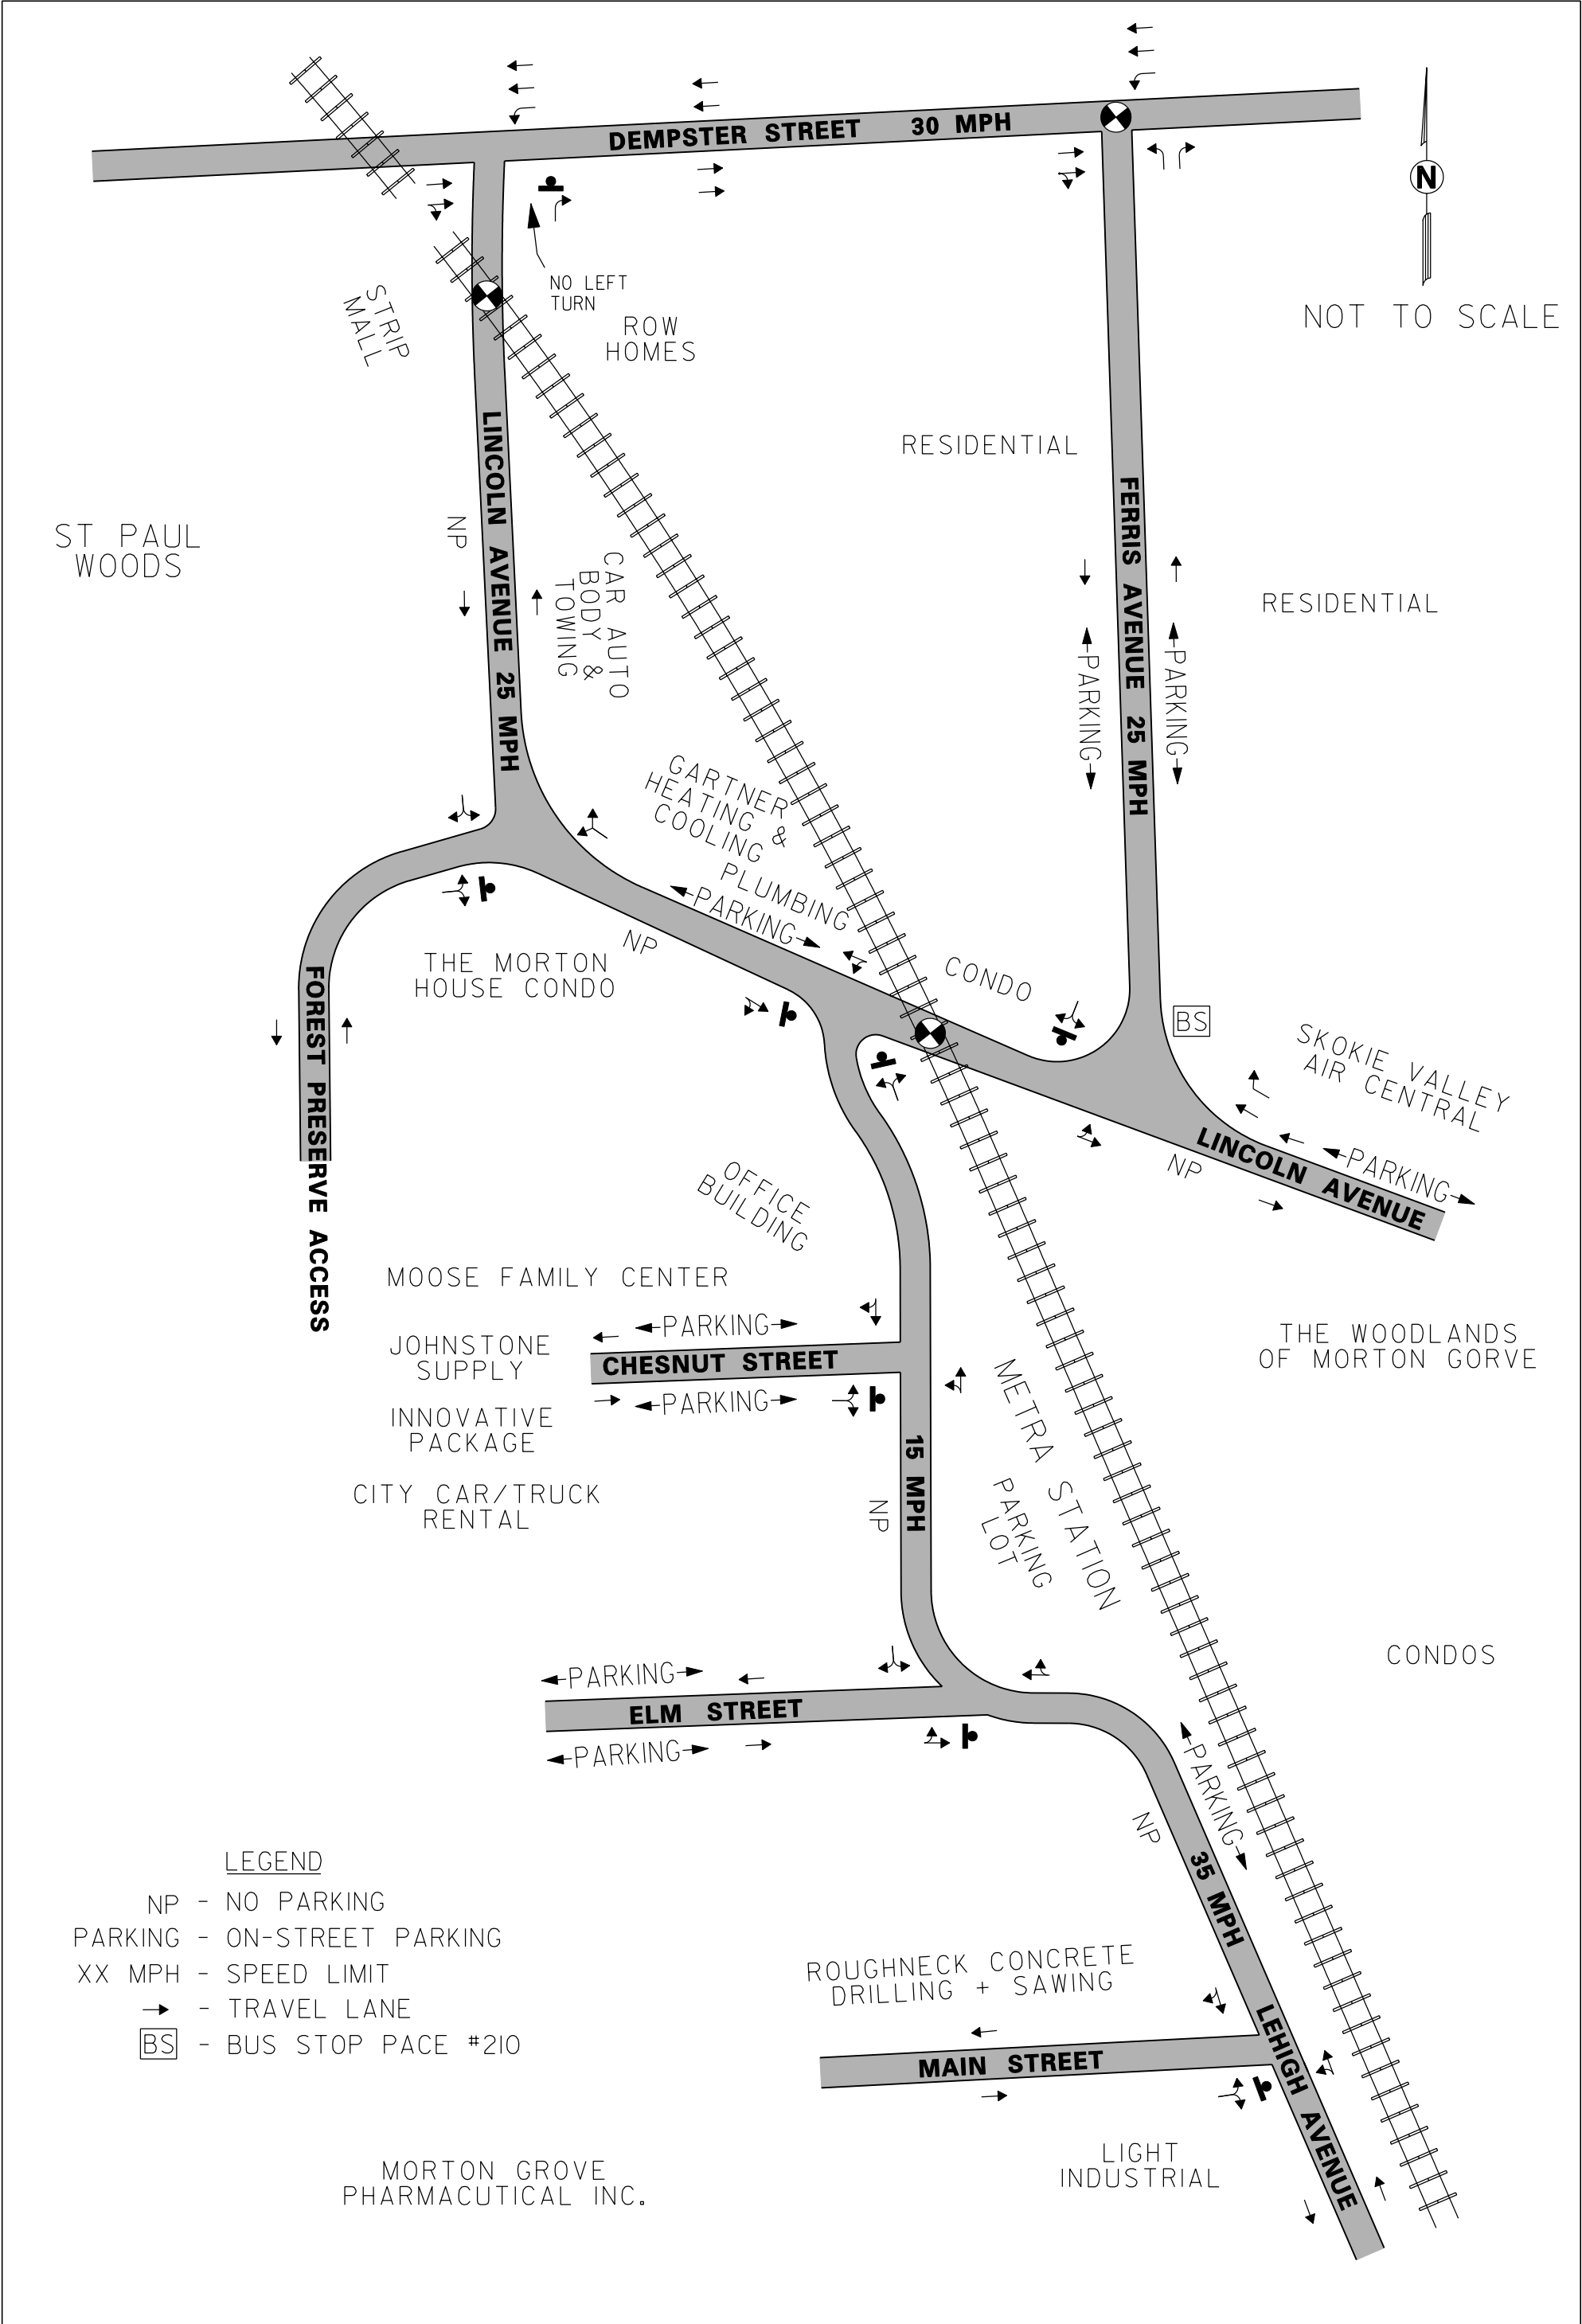 DEMPSTER STREET 30 MPH
N
NOT TO SCALE
NO LEFT
TURN
STRIP
MALL
ROW
HOMES
RESIDENTIAL
LINCOLN AVENUE 25 MPH
NP
ST PAUL
WOODS
CAR AUTO
BODY &
TOWING
FERRIS AVENUE 25 MPH
RESIDENTIAL
PARKING
PARKING
GARTNER
HEATING &
COOLING
PLUMBING
PARKING
NP
THE MORTON
HOUSE CONDO
CONDO
BS
SKOKIE VALLEY
AIR CENTRAL
FOREST PRESERVE ACCESS
LINCOLN AVENUE
PARKING
NP
OFFICE
BUILDING
MOOSE FAMILY CENTER
PARKING
JOHNSTONE
SUPPLY
CHESNUT STREET
PARKING
INNOVATIVE
PACKAGE
CITY CAR/TRUCK
RENTAL
THE WOODLANDS
OF MORTON GORVE
METRA STATION
PARKING
LOT
15 MPH
NP
CONDOS
PARKING
ELM STREET
PARKING
PARKING
NP
35 MPH
LEGEND
NP - NO PARKING
PARKING - ON-STREET PARKING
XX MPH - SPEED LIMIT
- TRAVEL LANE
BS - BUS STOP PACE #210
ROUGHNECK CONCRETE
DRILLING + SAWING
MAIN STREET
LEHIGH AVENUE
LIGHT
INDUSTRIAL
MORTON GROVE
PHARMACUTICAL INC.